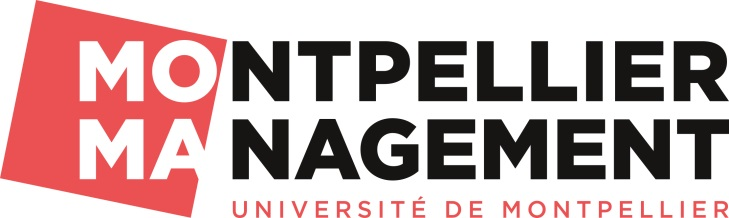 MONTPELLIER
MANAGEMENT
UNIVERSITÉ DE MONTPELLIER